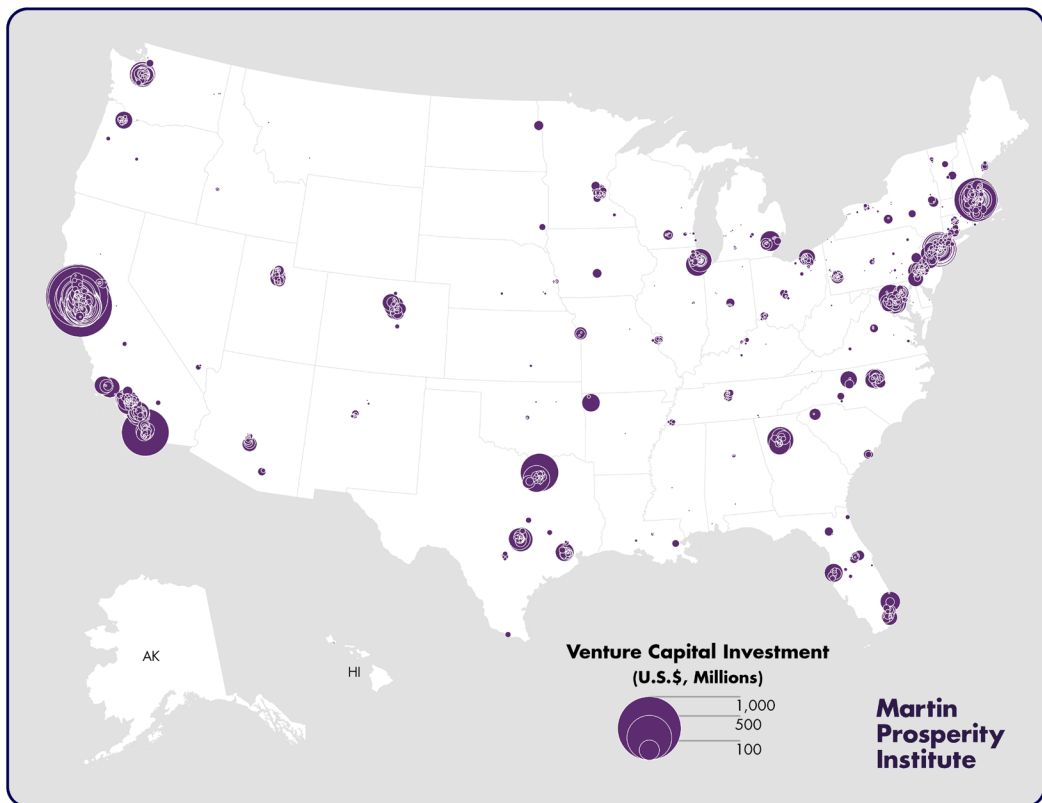 AK
HI
Venture Capital Investment
(U.S.$, Millions)
1,000
500
100
Martin
Prosperity
Institute